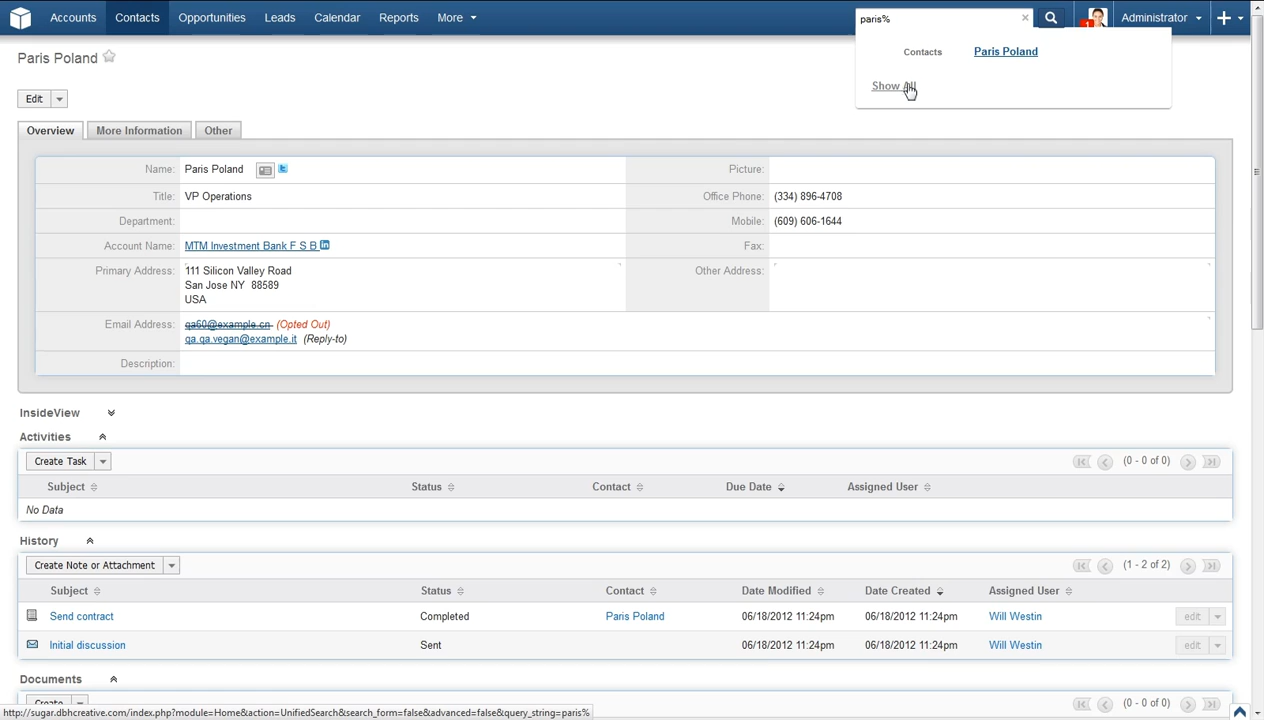 Accounts Contacts Opportunities Leads Calendar Reports More paris% 1 Administrator
Contacts Paris Poland
Show All
Paris Poland
Edit
Overview More Information Other
Name: Paris Poland Picture:
Title: VP Operations Office Phone: (334) 896-4708
Department: Mobile: (609) 606-1644
Account Name: MTM Investment Bank F S B Fax:
Primary Address: 111 Silicon Valley Road Other Address:
San Jose NY 88589
USA
Email Address: qa60@example.cn (Opted Out)
qa.qa.vegan@example.it (Reply-to)
Description:
InsideView
Activities
Create Task (0 - 0 of 0)
Subject Status Contact Due Date Assigned User
No Data
History
Create Note or Attachment (1 - 2 of 2)
Subject Status Contact Date Modified Date Created Assigned User
Send contract Completed Paris Poland 06/18/2012 11:24pm 06/18/2012 11:24pm Will Westin edit
Initial discussion Sent 06/18/2012 11:24pm 06/18/2012 11:24pm Will Westin edit
Documents
Create (0 - 0 of 0)
http://sugar.dbhcreative.com/index.php?module=Home&action=UnifiedSearch&search_form=false&advanced=false&query_string=paris%